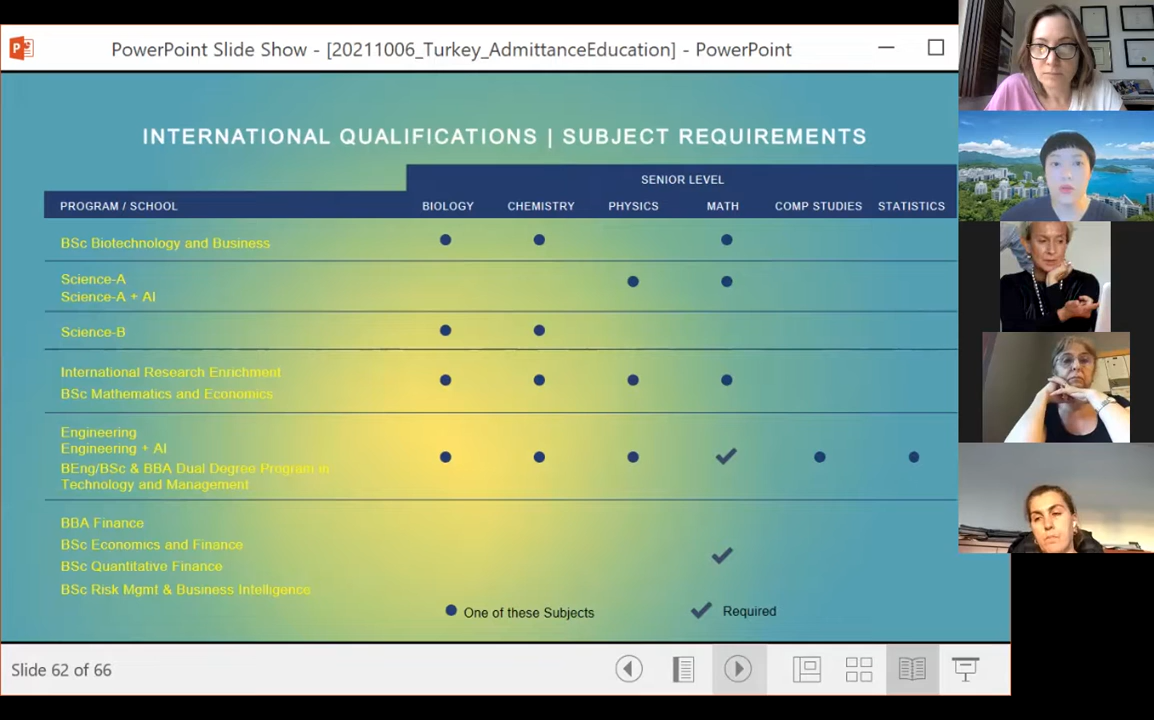 PowerPoint Slide Show - [20211006_Turkey_AdmittanceEducation] - PowerPoint
INTERNATIONAL QUALIFICATIONS | SUBJECT REQUIREMENTS
SENIOR LEVEL
PROGRAM / SCHOOL BIOLOGY CHEMISTRY PHYSICS MATH COMP STUDIES STATISTICS
BSc Biotechnology and Business
Science-A
Science-A + AI
Science-B
International Research Enrichment
BSc Mathematics and Economics
Engineering
Engineering + AI
BEng/BSc & BBA Dual Degree Program in
Technology and Management
BBA Finance
BSc Economics and Finance
BSc Quantitative Finance
BSc Risk Mgmt & Business Intelligence
One of these Subjects Required
Slide 62 of 66